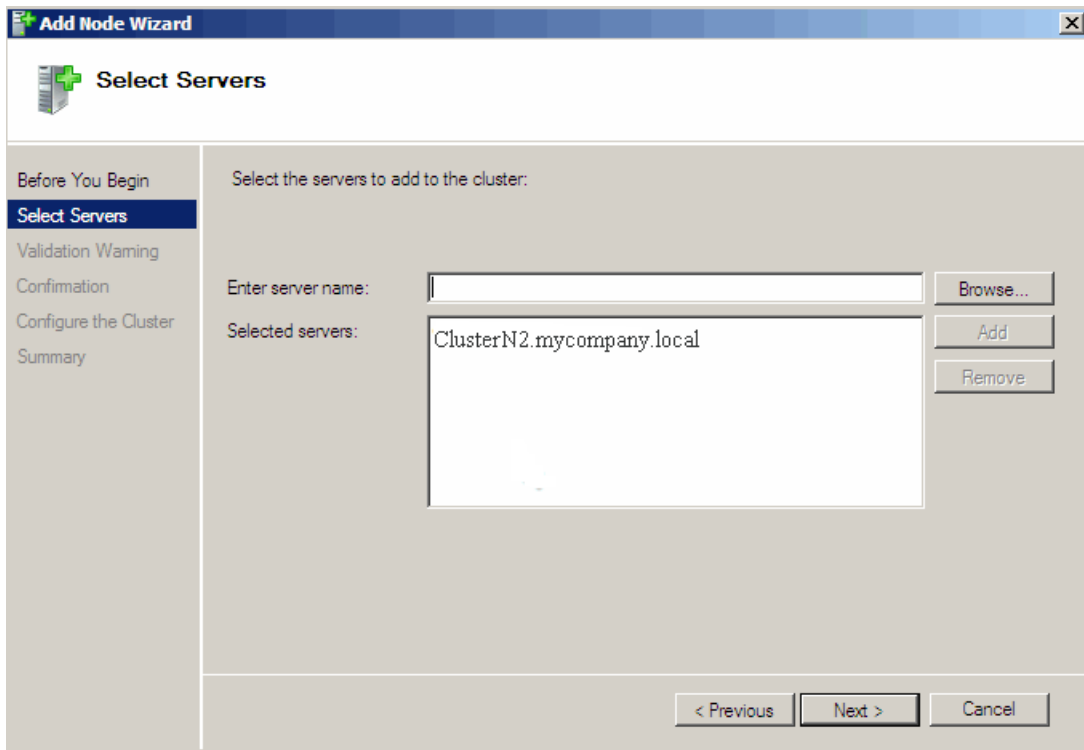 Add Node Wizard
Select Servers
Before You Begin
Select Servers
Validation Warning
Confirmation
Configure the Cluster
Summary
Select the servers to add to the cluster:
Enter server name:
Browse...
Selected servers:
ClusterN2.mycompany.local
Add
Remove
< Previous
Next >
Cancel